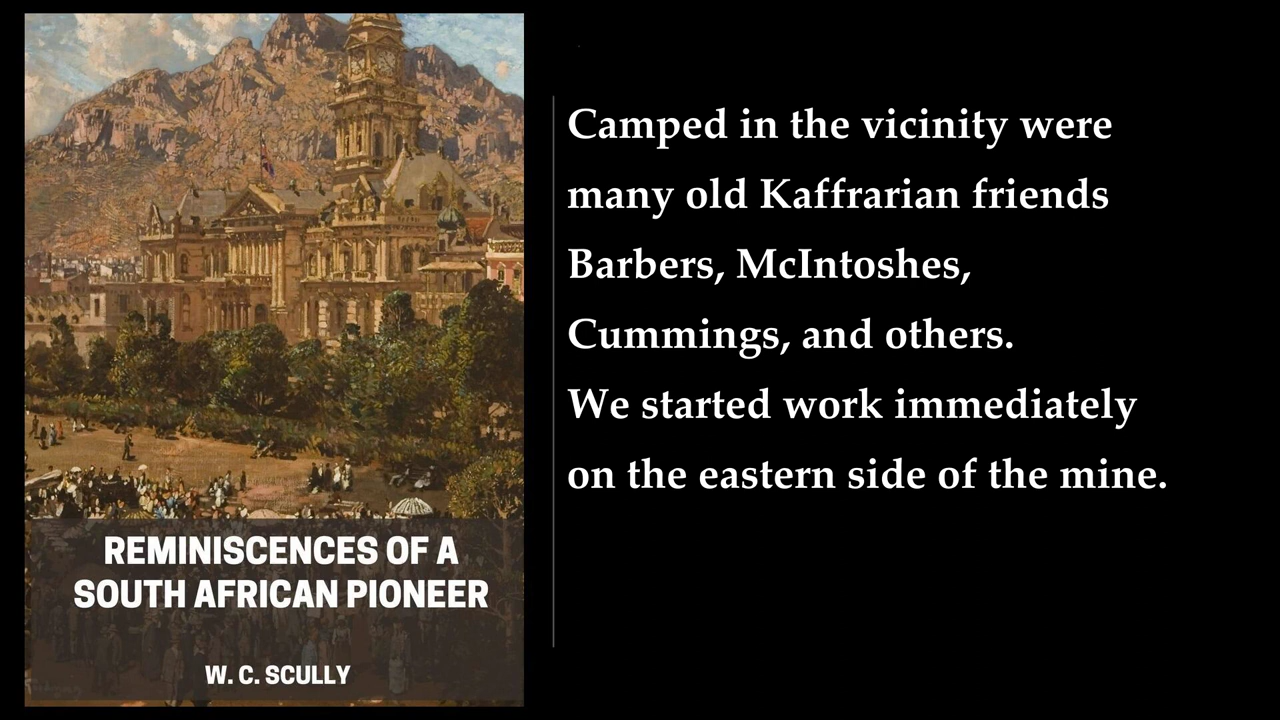 Camped in the vicinity were
many old Kaffrarian friends
Barbers, McIntoshes,
Cummings, and others.
We started work immediately
on the eastern side of the mine.
REMINISCENCES OF A
SOUTH AFRICAN PIONEER
W. C. SCULLY